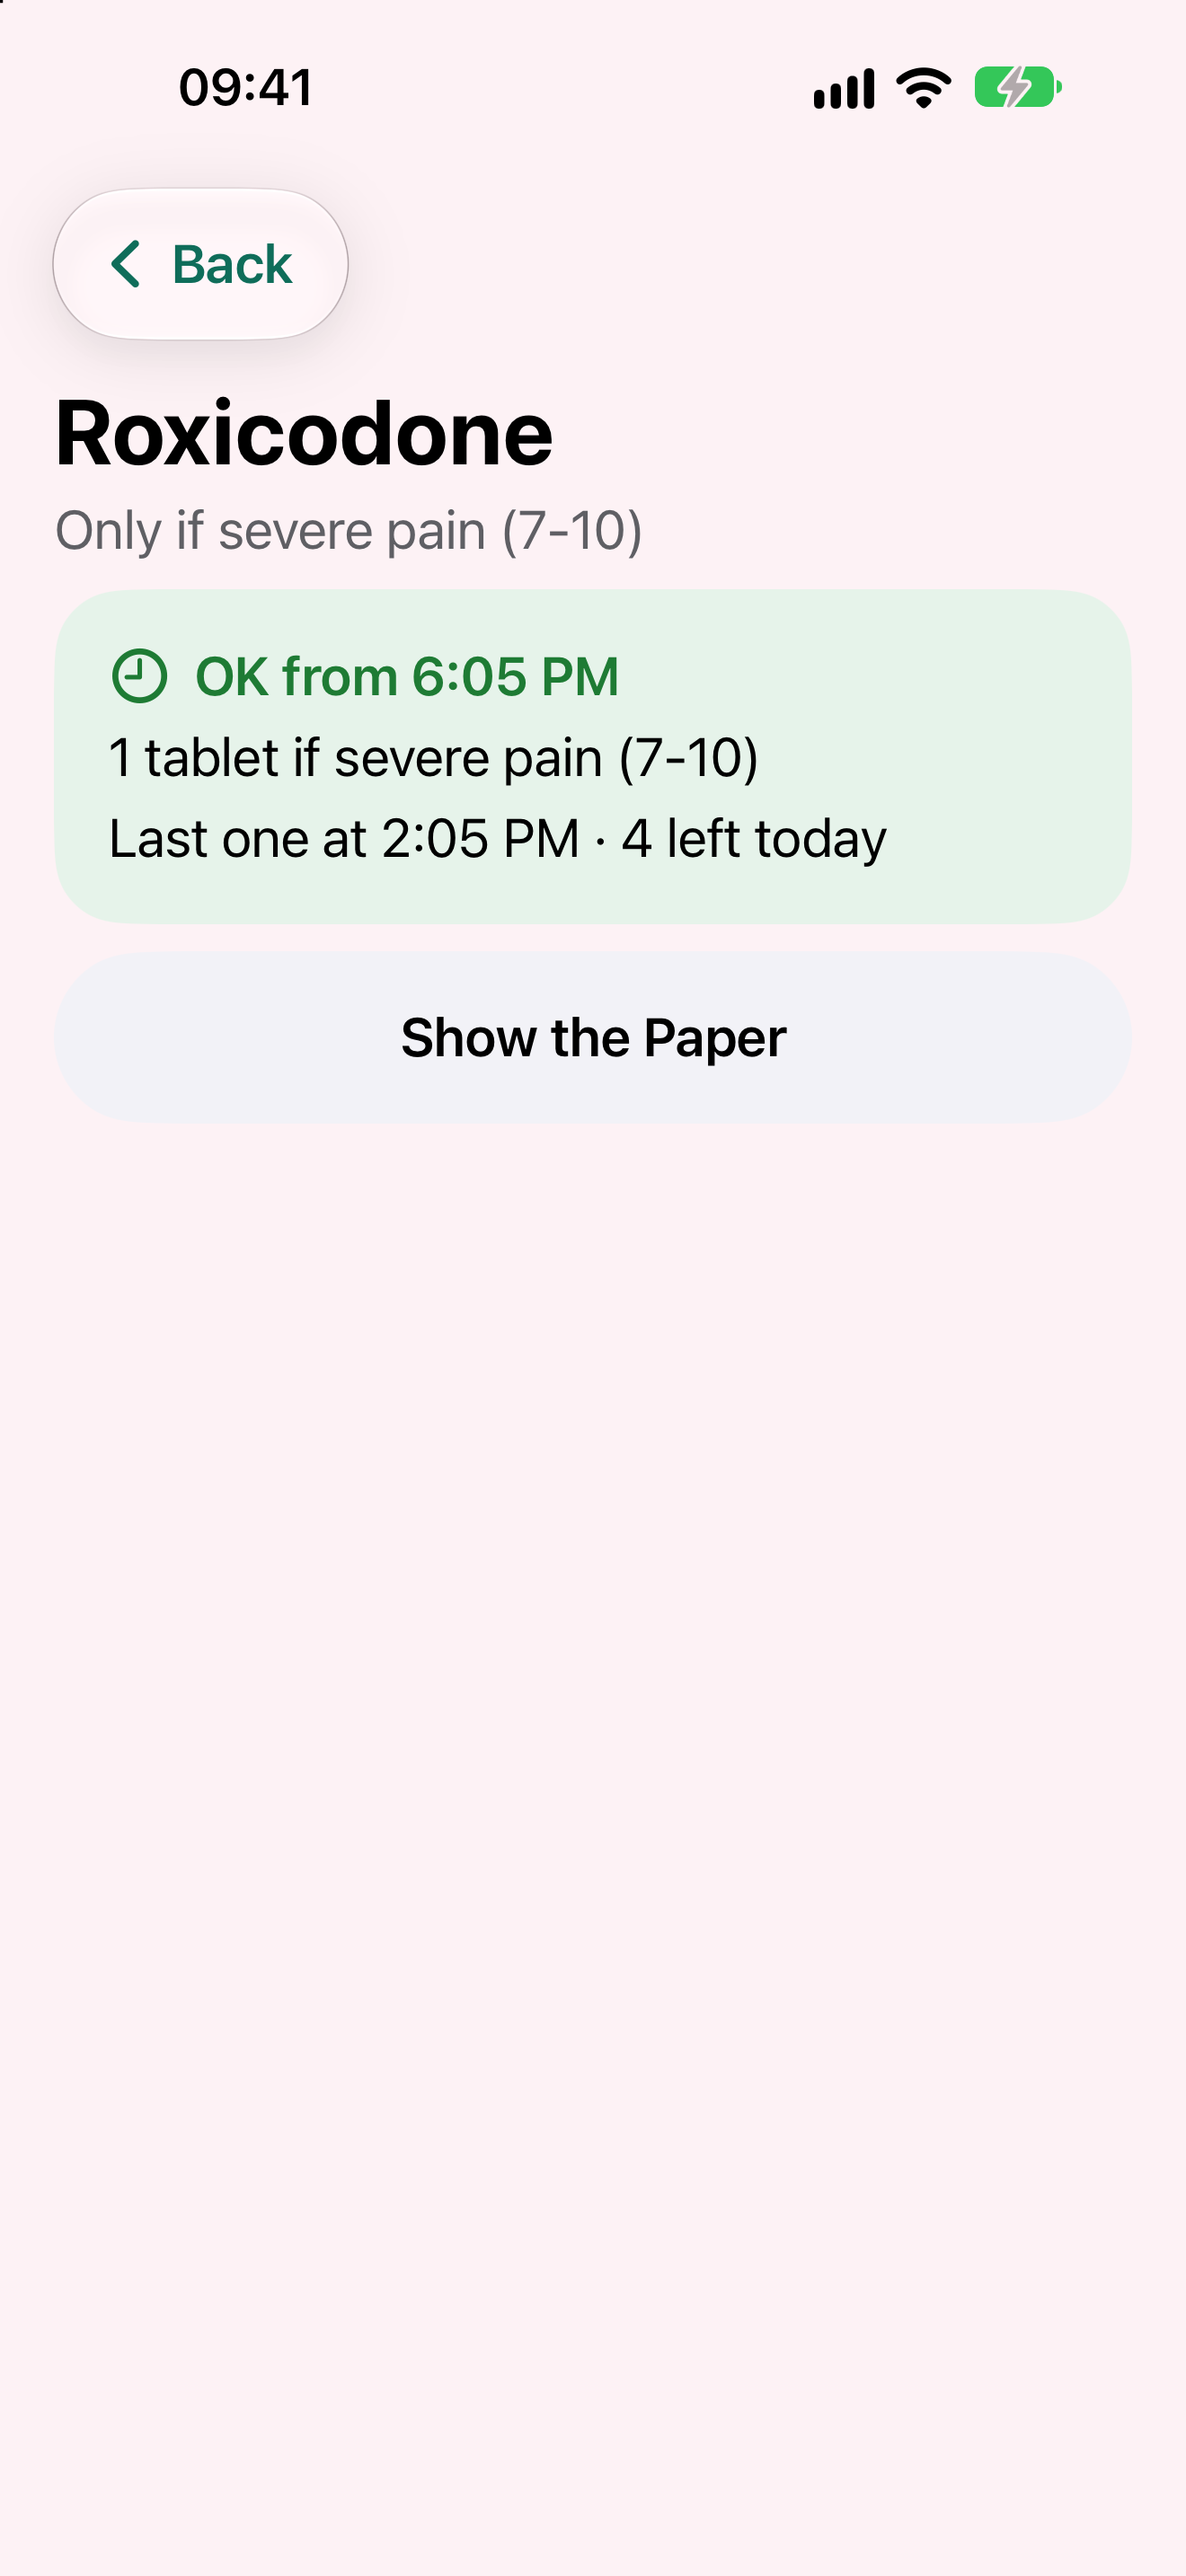 09:41
Back
Roxicodone
Only if severe pain (7-10)
OK from 6:05 PM
1 tablet if severe pain (7-10)
Last one at 2:05 PM · 4 left today
Show the Paper